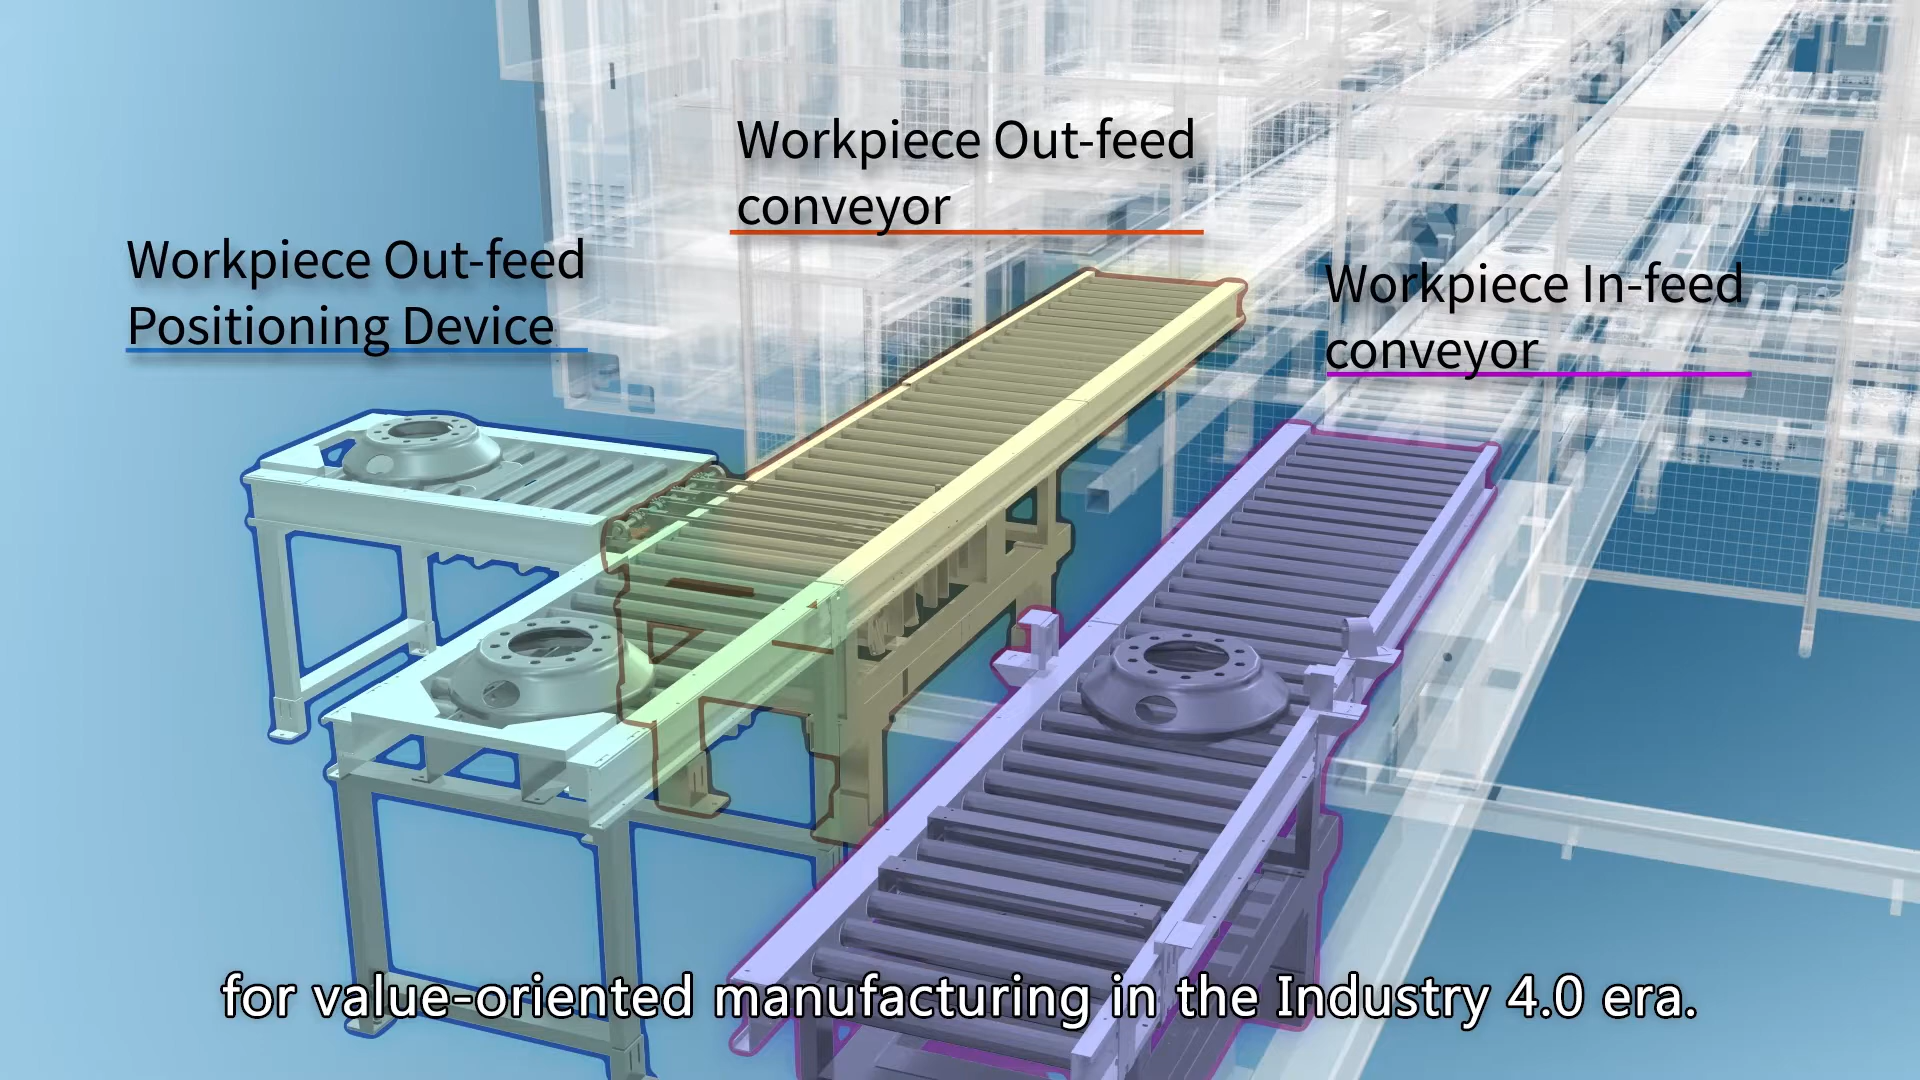 Workpiece Out-feed
conveyor
Workpiece Out-feed
Positioning Device
Workpiece In-feed
conveyor
for value-oriented manufacturing in the Industry 4.0 era.